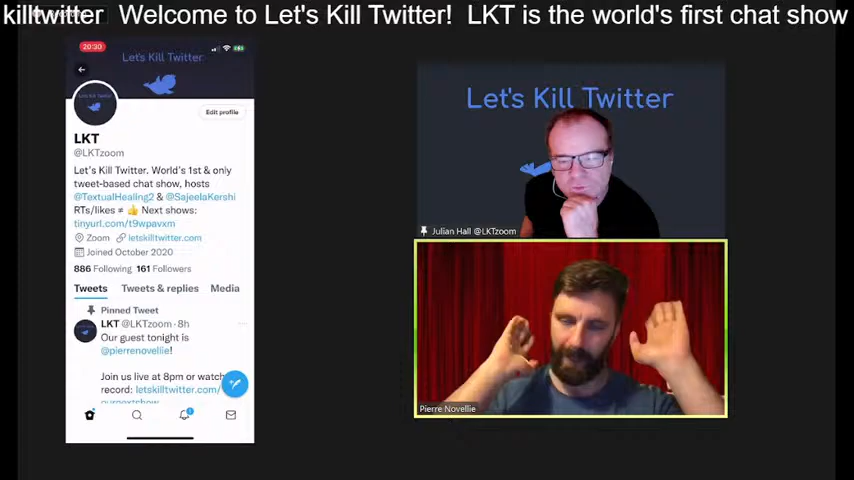 killtwitter  Welcome to Let's Kill Twitter!  LKT is the world's first chat show
20:30
Let's Kill Twitter
Edit profile
LKT
@LKTzoom
Let's Kill Twitter. World's 1st & only
tweet-based chat show, hosts
@TextualHealing2 & @SajeelaKershi
RTs/likes ≠ 👍 Next shows:
tinyurl.com/t9wpavxm
Zoom letskilltwitter.com
Joined October 2020
886 Following 161 Followers
Tweets Tweets & replies Media
Pinned Tweet
LKT @LKTzoom · 8h
Our guest tonight is
@pierrenovellie!
Join us live at 8pm or watch
record: letskilltwitter.com/
ournextshow
1
Let's Kill Twitter
Julian Hall @LKTzoom
Pierre Novellie